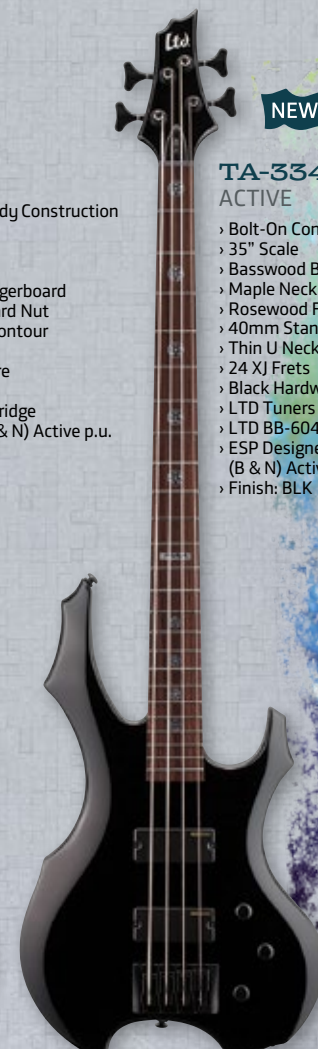 Ltd
NEW
dy Construction
gerboard
rd Nut
ontour
re
ridge
& N) Active p.u.
TA-334
ACTIVE
› Bolt-On Con
› 35" Scale
› Basswood B
› Maple Neck
› Rosewood F
› 40mm Stan
› Thin U Neck
› 24 XJ Frets
› Black Hardw
› LTD Tuners
› LTD BB-604
› ESP Designe
(B & N) Activ
› Finish: BLK